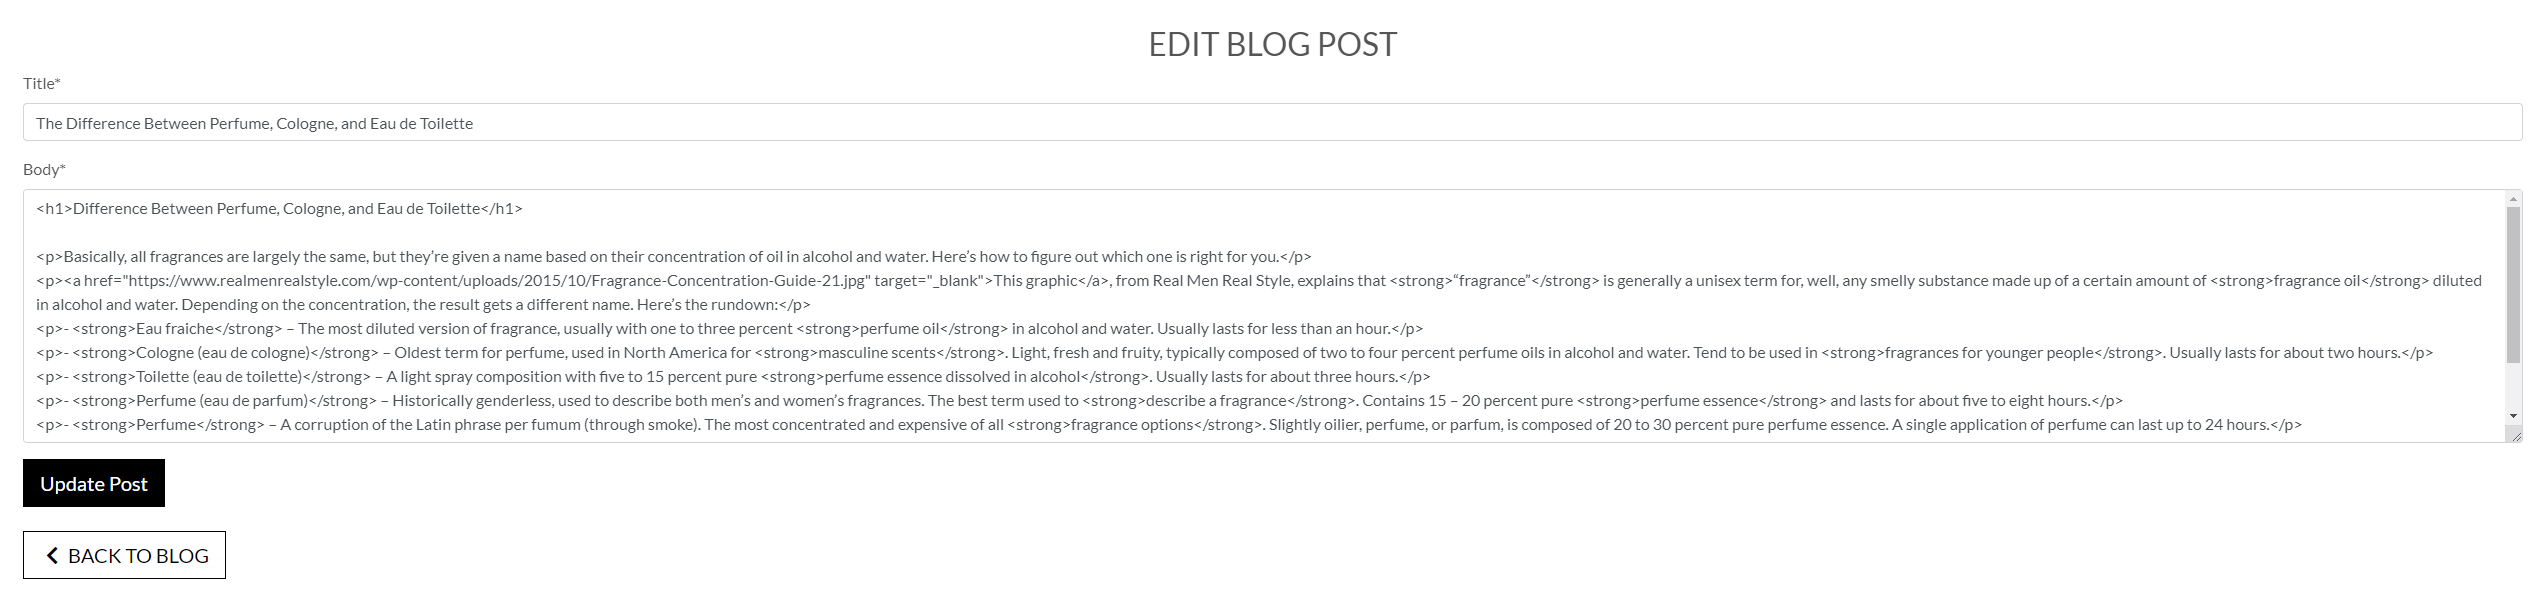 EDIT BLOG POST
Title*
The Difference Between Perfume, Cologne, and Eau de Toilette
Body*
<h1>Difference Between Perfume, Cologne, and Eau de Toilette</h1>
<p>Basically, all fragrances are largely the same, but they’re given a name based on their concentration of oil in alcohol and water. Here’s how to figure out which one is right for you.</p>
<p><a href="https://www.realmenrealstyle.com/wp-content/uploads/2015/10/Fragrance-Concentration-Guide-21.jpg" target="_blank">This graphic</a>, from Real Men Real Style, explains that <strong>“fragrance”</strong> is generally a unisex term for, well, any smelly substance made up of a certain amount of <strong>fragrance oil</strong> diluted
in alcohol and water. Depending on the concentration, the result gets a different name. Here’s the rundown:</p>
<p>- <strong>Eau fraiche</strong> – The most diluted version of fragrance, usually with one to three percent <strong>perfume oil</strong> in alcohol and water. Usually lasts for less than an hour.</p>
<p>- <strong>Cologne (eau de cologne)</strong> – Oldest term for perfume, used in North America for <strong>masculine scents</strong>. Light, fresh and fruity, typically composed of two to four percent perfume oils in alcohol and water. Tend to be used in <strong>fragrances for younger people</strong>. Usually lasts for about two hours.</p>
<p>- <strong>Toilette (eau de toilette)</strong> – A light spray composition with five to 15 percent pure <strong>perfume essence dissolved in alcohol</strong>. Usually lasts for about three hours.</p>
<p>- <strong>Perfume (eau de parfum)</strong> – Historically genderless, used to describe both men’s and women’s fragrances. The best term used to <strong>describe a fragrance</strong>. Contains 15 – 20 percent pure <strong>perfume essence</strong> and lasts for about five to eight hours.</p>
<p>- <strong>Perfume</strong> – A corruption of the Latin phrase per fumum (through smoke). The most concentrated and expensive of all <strong>fragrance options</strong>. Slightly oilier, perfume, or parfum, is composed of 20 to 30 percent pure perfume essence. A single application of perfume can last up to 24 hours.</p>
Update Post
BACK TO BLOG